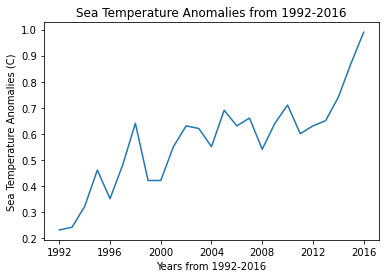 Sea Temperature Anomalies from 1992-2016
Sea Temperature Anomalies (C)
1.0
0.9
0.8
0.7
0.6
0.5
0.4
0.3
0.2
1992 1996 2000 2004 2008 2012 2016
Years from 1992-2016